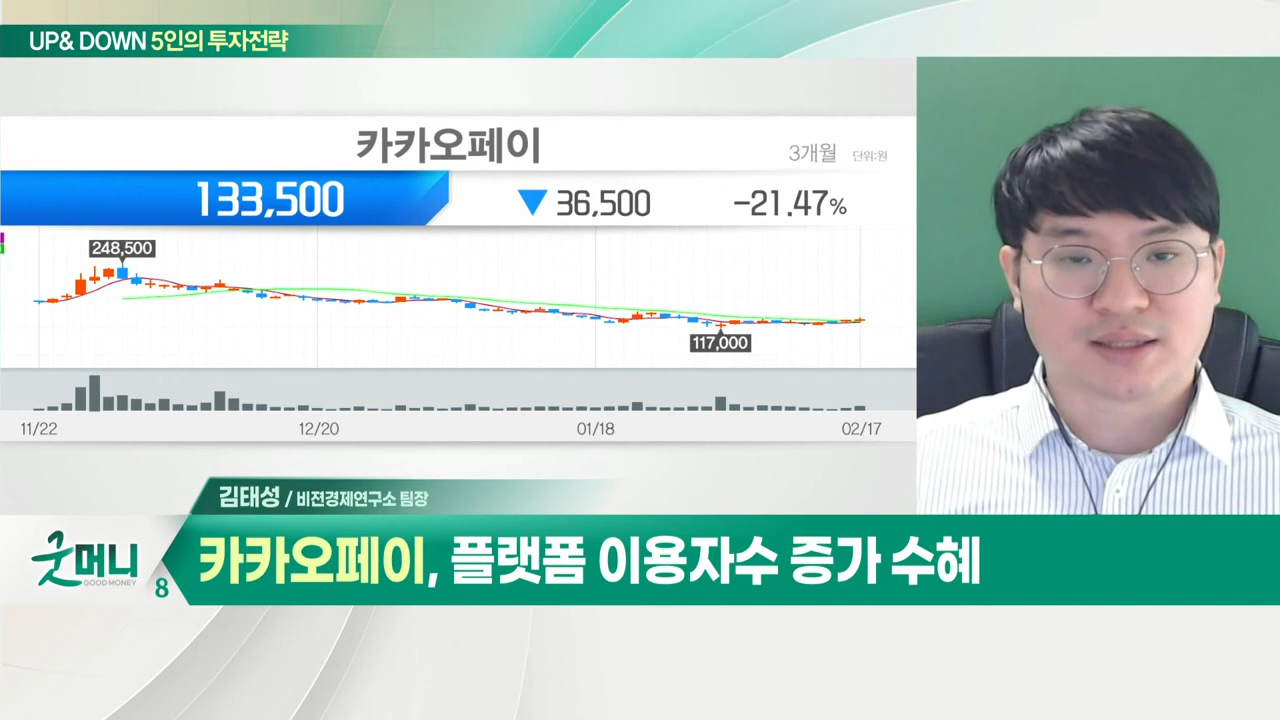 UP& DOWN 5인의 투자전략
카카오페이
3개월 단위:원
133,500 ▼ 36,500 -21.47%
248,500
117,000
11/22 12/20 01/18 02/17
김태성 / 비전경제연구소 팀장
굿머니
GOOD MONEY
8
카카오페이, 플랫폼 이용자수 증가 수혜